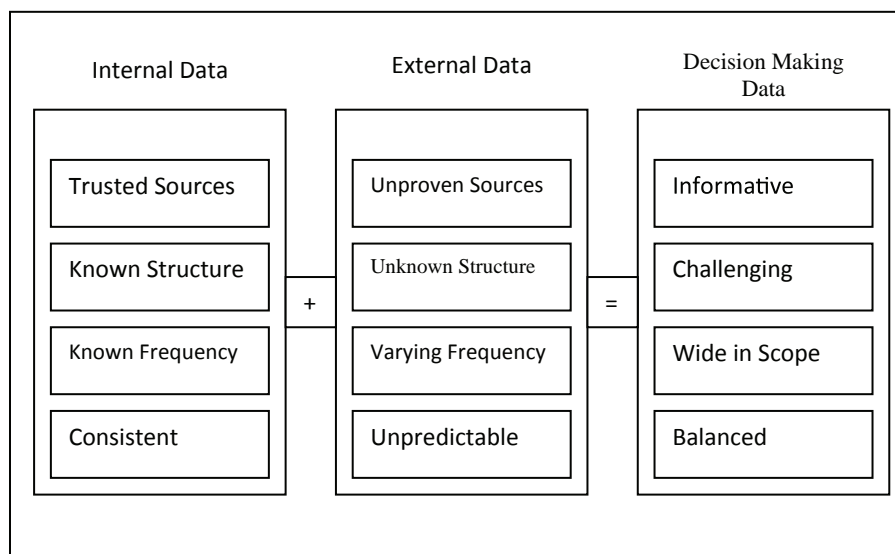 Internal Data
Trusted Sources
Known Structure
Known Frequency
Consistent
+
External Data
Unproven Sources
Unknown Structure
Varying Frequency
Unpredictable
=
Decision Making
Data
Informative
Challenging
Wide in Scope
Balanced